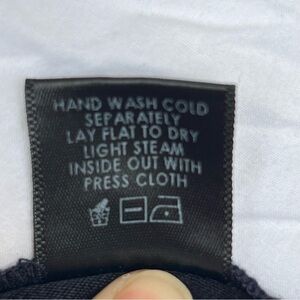 HAND WASH COLD
SEPARATELY
LAY FLAT TO DRY
LIGHT STEAM
INSIDE OUT WITH
PRESS CLOTH